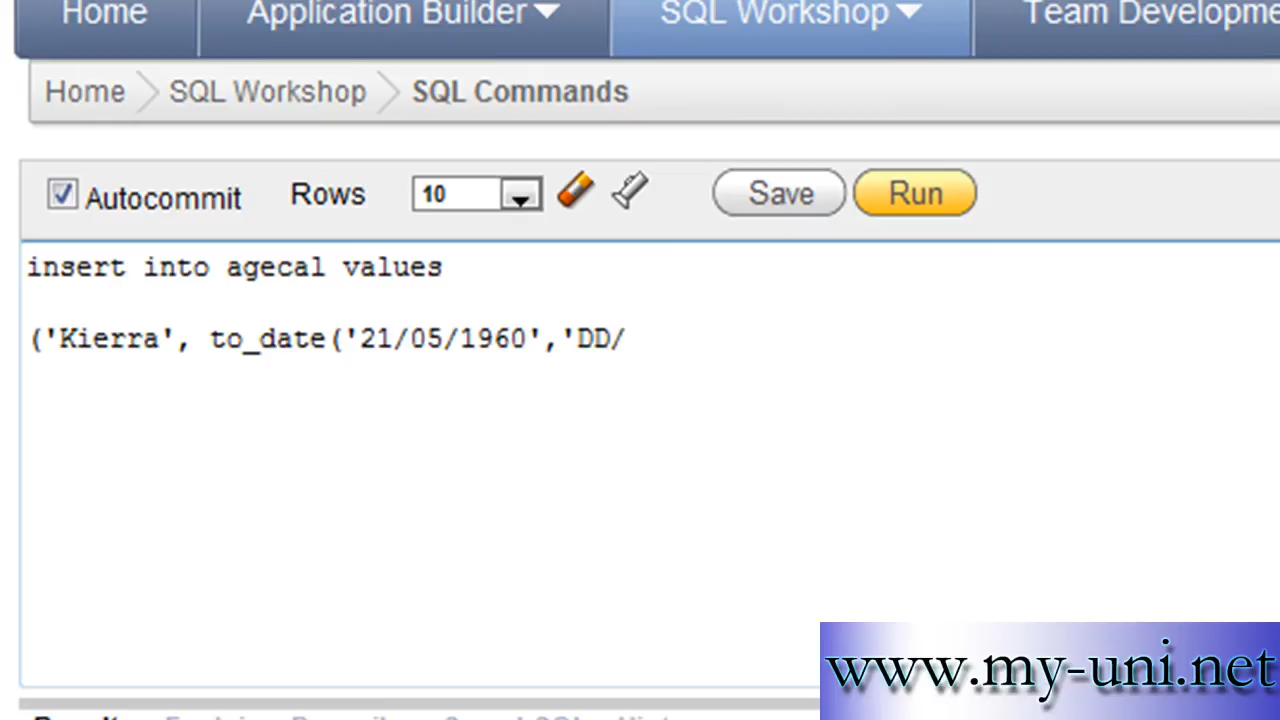 Home Application Builder SQL Workshop Team Developme
Home SQL Workshop SQL Commands
Autocommit Rows 10 Save Run
insert into agecal values
('Kierra', to_date('21/05/1960','DD/
www.my-uni.net